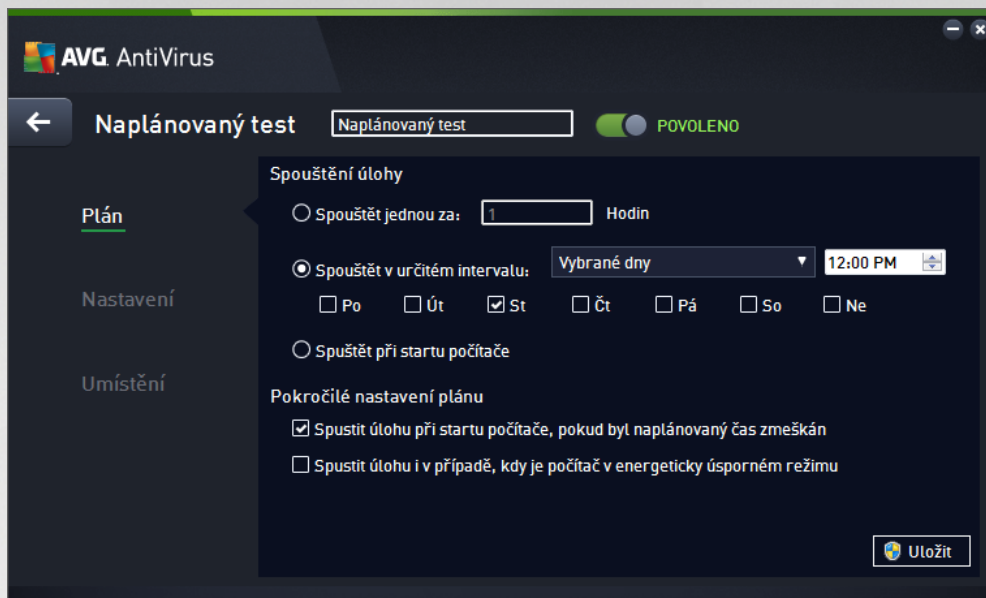 AVG. AntiVirus
Naplánovaný test
Naplánovaný test
POVOLENO
Plán
Nastavení
Umístění
Spouštění úlohy
Spouštět jednou za: 1 Hodin
Spouštět v určitém intervalu: Vybrané dny 12:00 PM
Po Út St Čt Pá So Ne
Spuštět při startu počítače
Pokročilé nastavení plánu
Spustit úlohu při startu počítače, pokud byl naplánovaný čas zmeškán
Spustit úlohu i v případě, kdy je počítač v energeticky úsporném režimu
Uložit